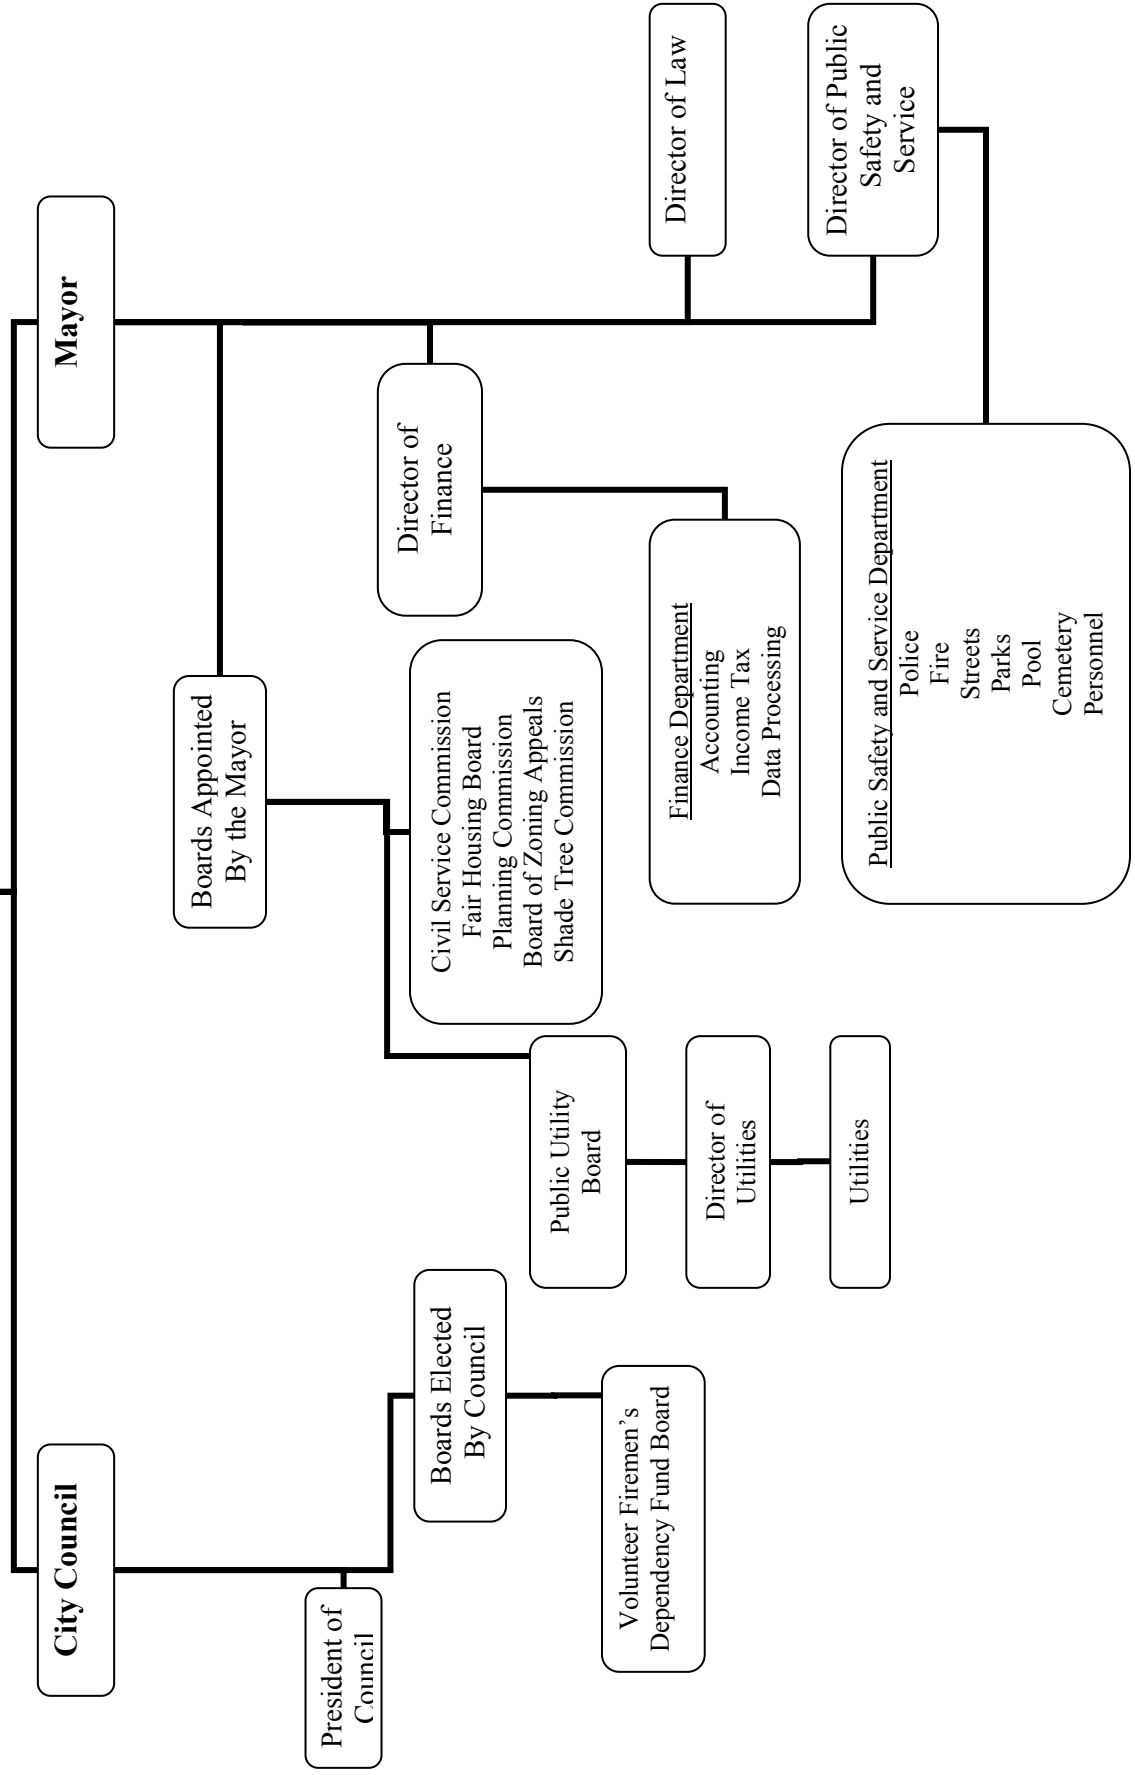 City Council
Mayor
President of
Council
Boards Elected
By Council
Volunteer Firemen's
Dependency Fund Board
Boards Appointed
By the Mayor
Public Utility
Board
Director of
Utilities
Utilities
Civil Service Commission
Fair Housing Board
Planning Commission
Board of Zoning Appeals
Shade Tree Commission
Director of
Finance
Finance Department
Accounting
Income Tax
Data Processing
Director of Law
Director of Public
Safety and
Service
Public Safety and Service Department
Police
Fire
Streets
Parks
Pool
Cemetery
Personnel